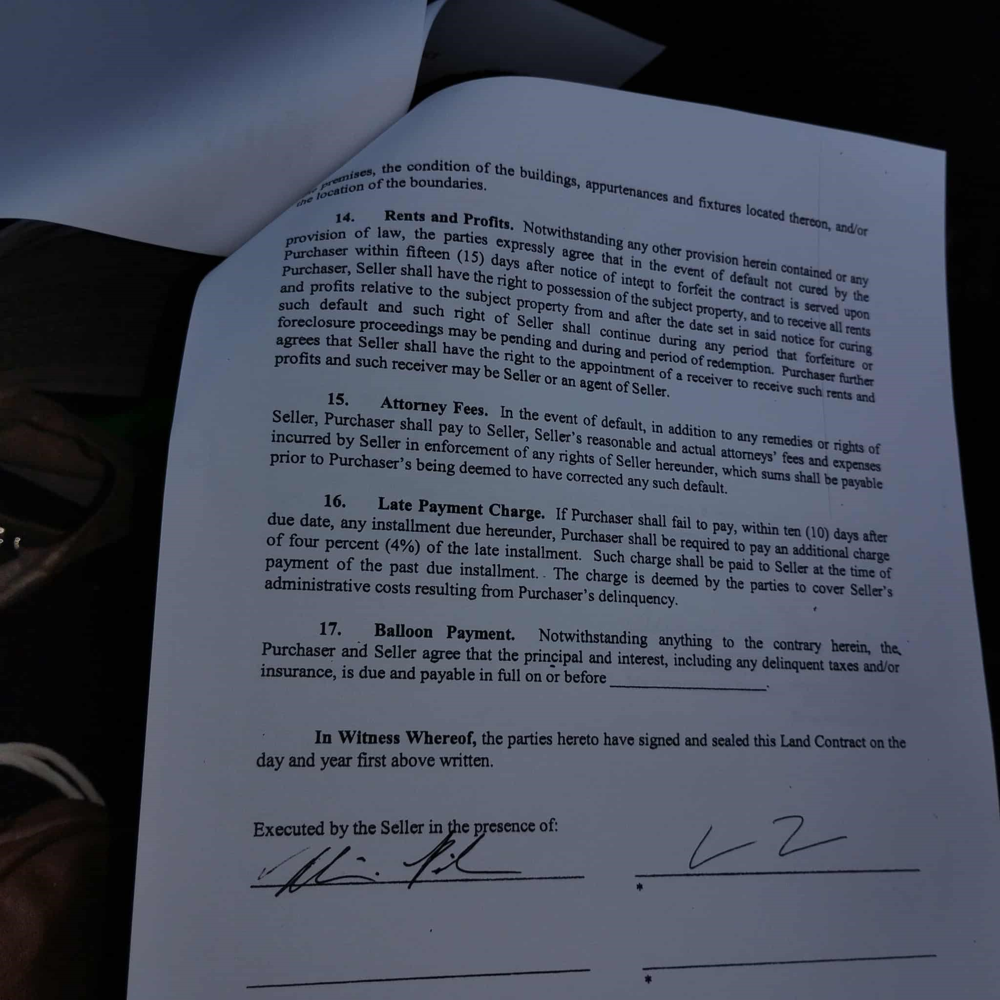 premises, the condition of the buildings, appurtenances and fixtures located thereon, and/or
the location of the boundaries.
14. Rents and Profits. Notwithstanding any other provision herein contained or any
provision of law, the parties expressly agree that in the event of default not cured by the
Purchaser within fifteen (15) days after notice of intent to forfeit the contract is served upon
Purchaser, Seller shall have the right to possession of the subject property, and to receive all rents
and profits relative to the subject property from and after the date set in said notice for curing
such default and such right of Seller shall continue during any period that forfeiture or
foreclosure proceedings may be pending and during and period of redemption. Purchaser further
agrees that Seller shall have the right to the appointment of a receiver to receive such rents and
profits and such receiver may be Seller or an agent of Seller.
15. Attorney Fees. In the event of default, in addition to any remedies or rights of
Seller, Purchaser shall pay to Seller, Seller's reasonable and actual attorneys' fees and expenses
incurred by Seller in enforcement of any rights of Seller hereunder, which sums shall be payable
prior to Purchaser's being deemed to have corrected any such default.
16. Late Payment Charge. If Purchaser shall fail to pay, within ten (10) days after
due date, any installment due hereunder, Purchaser shall be required to pay an additional charge
of four percent (4%) of the late installment. Such charge shall be paid to Seller at the time of
payment of the past due installment. The charge is deemed by the parties to cover Seller's
administrative costs resulting from Purchaser's delinquency.
17. Balloon Payment. Notwithstanding anything to the contrary herein, the
Purchaser and Seller agree that the principal and interest, including any delinquent taxes and/or
insurance, is due and payable in full on or before ____________.
In Witness Whereof, the parties hereto have signed and sealed this Land Contract on the
day and year first above written.
Executed by the Seller in the presence of:
*
*